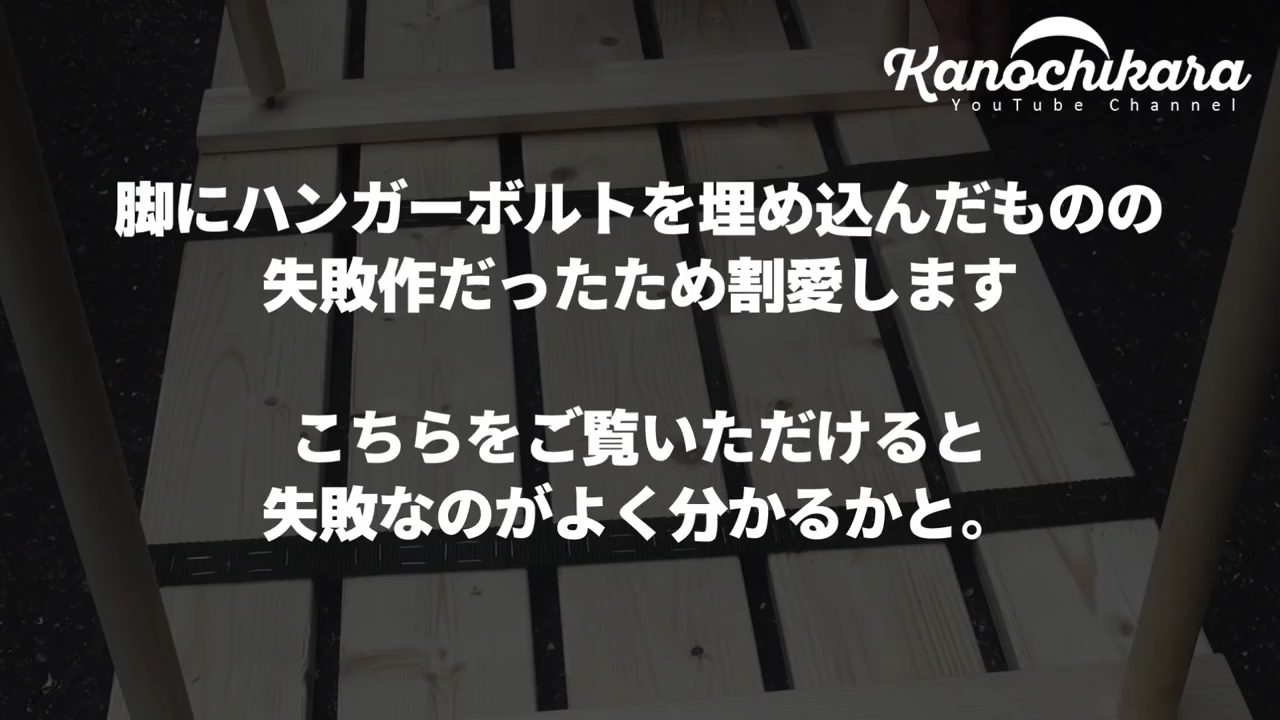 Kanochikara
YouTube Channel
脚にハンガーボルトを埋め込んだものの
失敗作だったため割愛します
こちらをご覧いただけると
失敗なのがよく分かるかと。